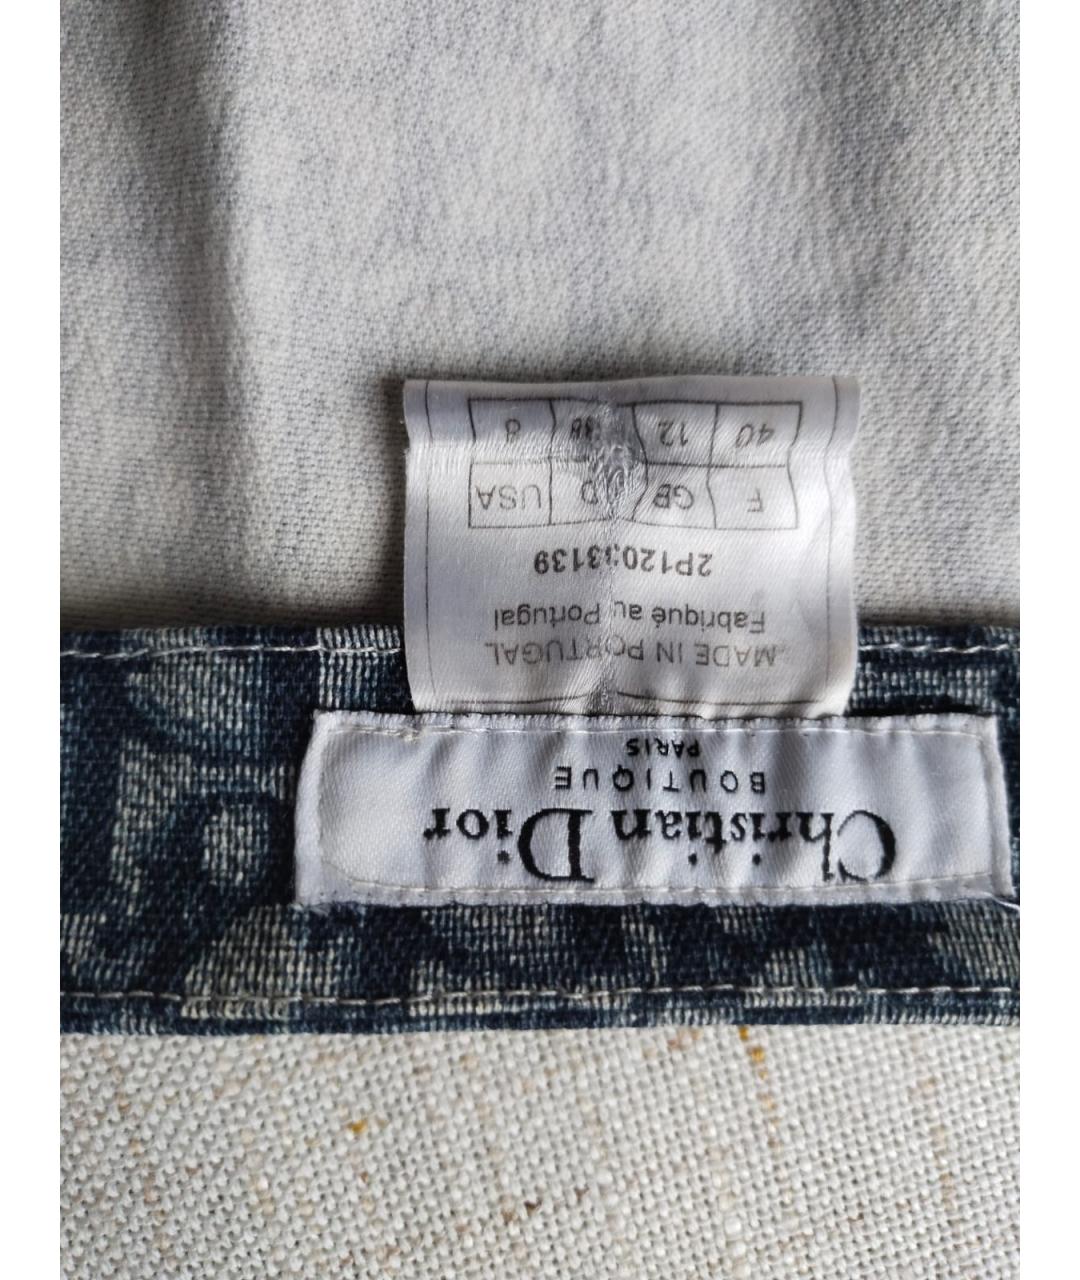 Christian Dior
BOUTIQUE
PARIS
MADE IN PORTUGAL
Fabriqué au Portugal
2P12033139
F GB D USA
40 12 38 8